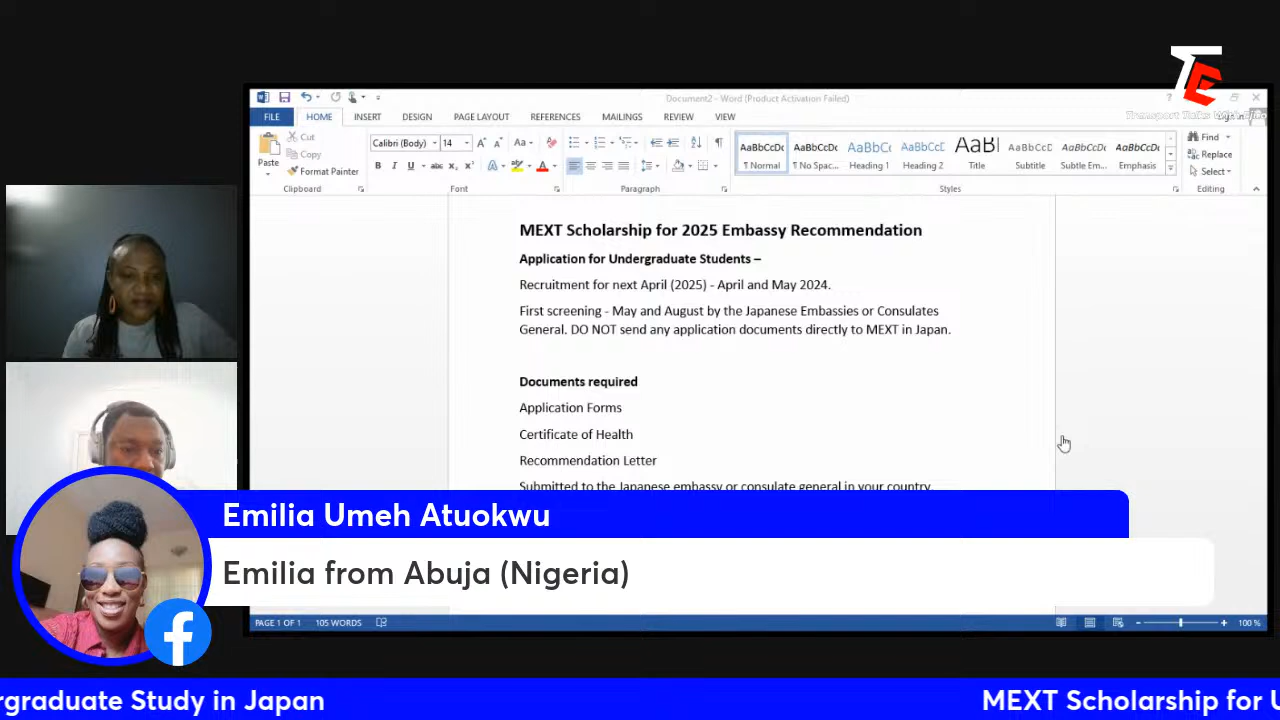 Document2 - Word (Product Activation Failed)
FILE HOME INSERT DESIGN PAGE LAYOUT REFERENCES MAILINGS REVIEW VIEW
Cut
Copy
Format Painter
Paste
Calibri (Body) 14
AaBbCcDc AaBbCcDc AaBbCc AaBbCcC AaBl AaBbCcD AaBbCcDc AaBbCcDc
¶ Normal ¶ No Spac... Heading 1 Heading 2 Title Subtitle Subtle Em... Emphasis
Find
Replace
Select
Clipboard Font Paragraph Styles Editing
MEXT Scholarship for 2025 Embassy Recommendation
Application for Undergraduate Students –
Recruitment for next April (2025) - April and May 2024.
First screening - May and August by the Japanese Embassies or Consulates
General. DO NOT send any application documents directly to MEXT in Japan.
Documents required
Application Forms
Certificate of Health
Recommendation Letter
Submitted to the Japanese embassy or consulate general in your country.
Emilia Umeh Atuokwu
Emilia from Abuja (Nigeria)
PAGE 1 OF 1 105 WORDS
100 %
rgraduate Study in Japan
MEXT Scholarship for U